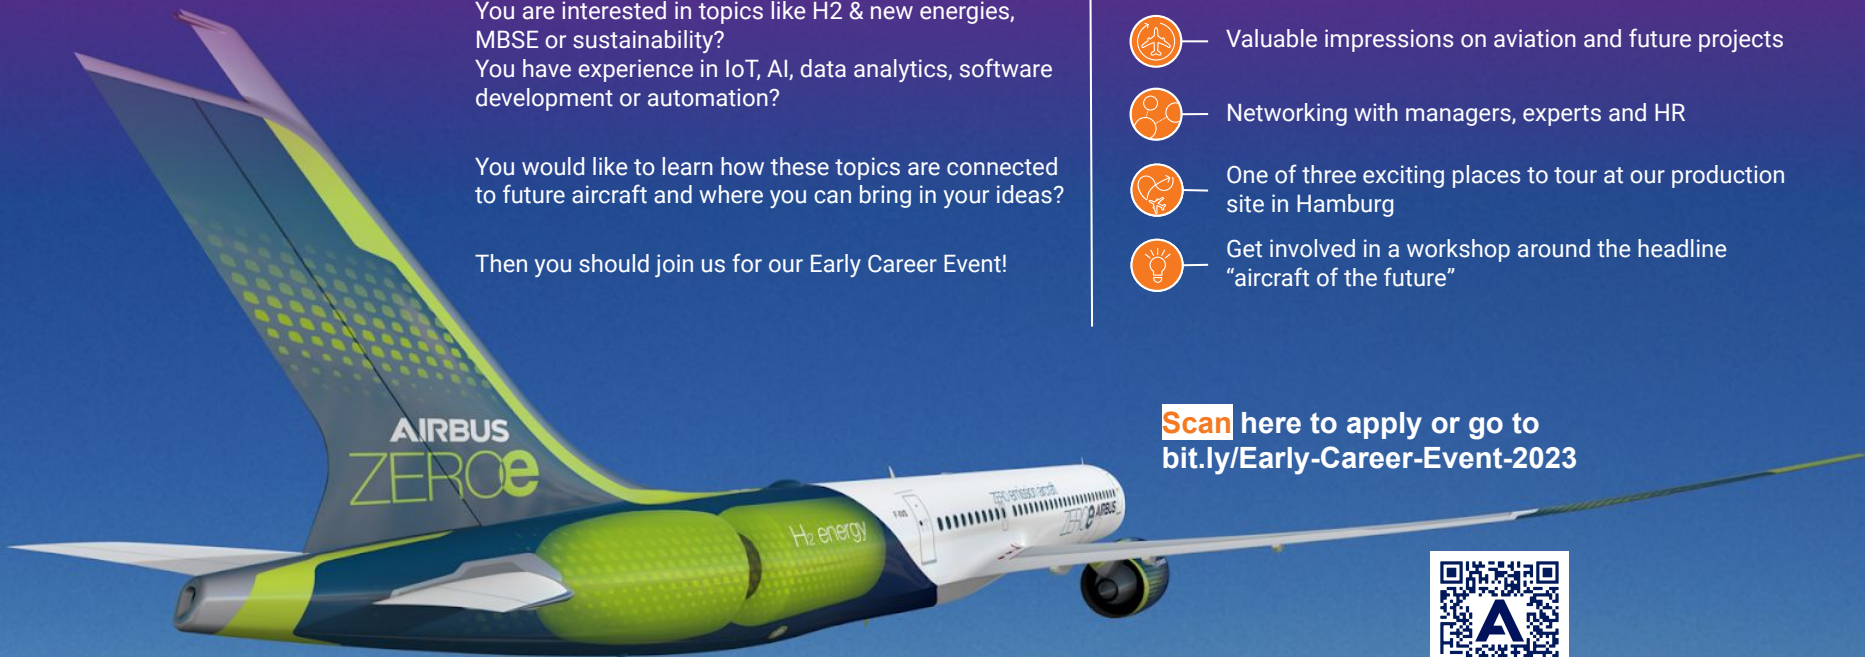 You are interested in topics like H2 & new energies,
MBSE or sustainability?
You have experience in IoT, AI, data analytics, software
development or automation?
You would like to learn how these topics are connected
to future aircraft and where you can bring in your ideas?
Then you should join us for our Early Career Event!
Valuable impressions on aviation and future projects
Networking with managers, experts and HR
One of three exciting places to tour at our production
site in Hamburg
Get involved in a workshop around the headline
“aircraft of the future”
Scan here to apply or go to
bit.ly/Early-Career-Event-2023
AIRBUS
ZEROe
H2 energy
ZERO emission aircraft
ZEROe AIRBUS
A